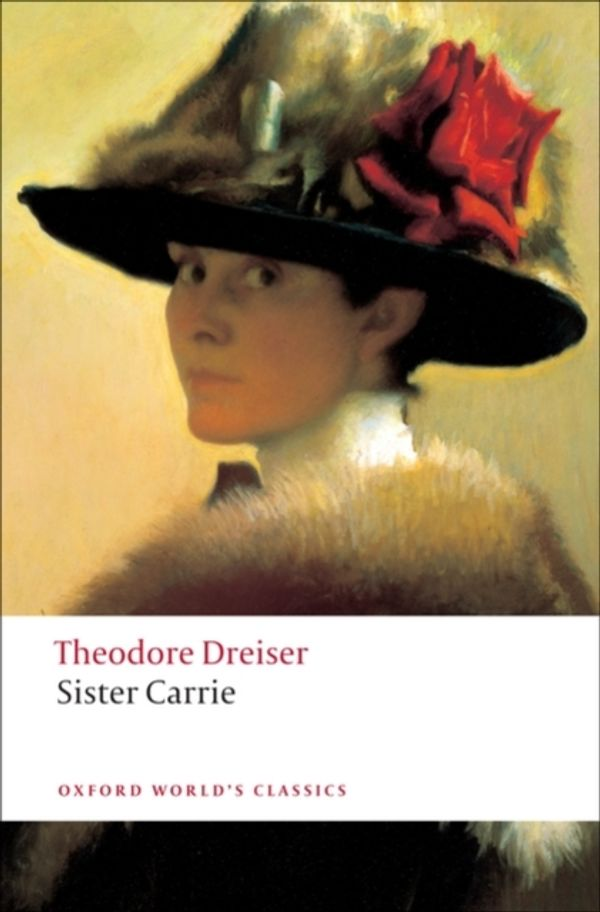 Theodore Dreiser
Sister Carrie
OXFORD WORLD'S CLASSICS